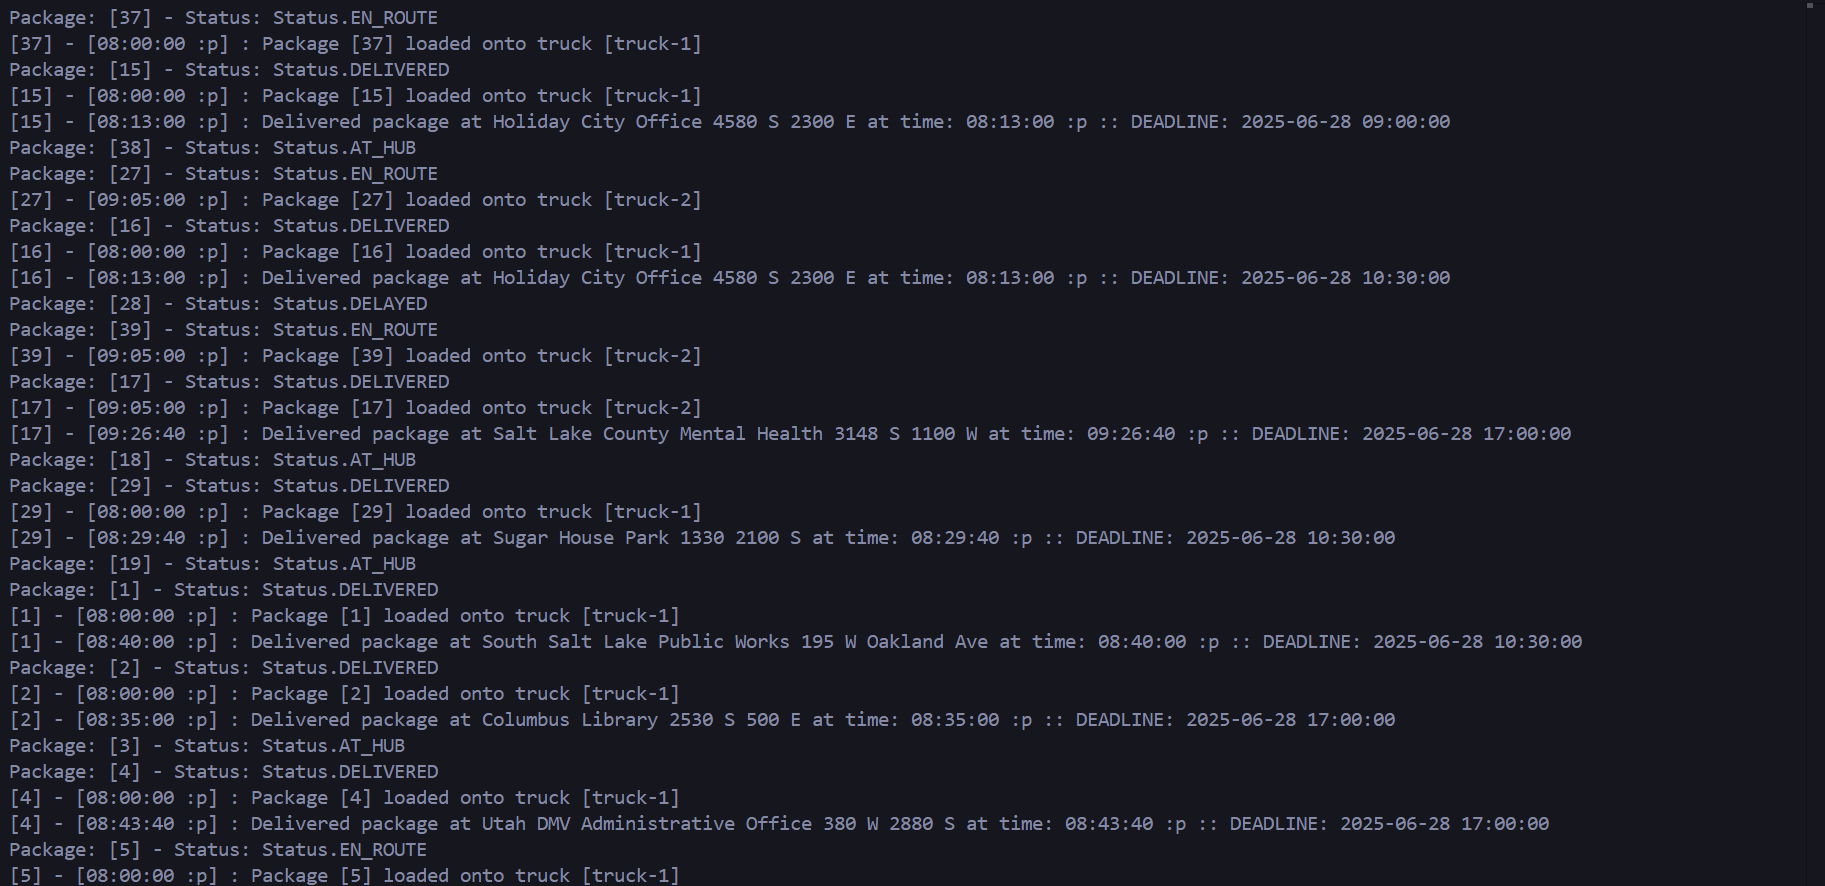 Package: [37] - Status: Status.EN_ROUTE
[37] - [08:00:00 :p] : Package [37] loaded onto truck [truck-1]
Package: [15] - Status: Status.DELIVERED
[15] - [08:00:00 :p] : Package [15] loaded onto truck [truck-1]
[15] - [08:13:00 :p] : Delivered package at Holiday City Office 4580 S 2300 E at time: 08:13:00 :p :: DEADLINE: 2025-06-28 09:00:00
Package: [38] - Status: Status.AT_HUB
Package: [27] - Status: Status.EN_ROUTE
[27] - [09:05:00 :p] : Package [27] loaded onto truck [truck-2]
Package: [16] - Status: Status.DELIVERED
[16] - [08:00:00 :p] : Package [16] loaded onto truck [truck-1]
[16] - [08:13:00 :p] : Delivered package at Holiday City Office 4580 S 2300 E at time: 08:13:00 :p :: DEADLINE: 2025-06-28 10:30:00
Package: [28] - Status: Status.DELAYED
Package: [39] - Status: Status.EN_ROUTE
[39] - [09:05:00 :p] : Package [39] loaded onto truck [truck-2]
Package: [17] - Status: Status.DELIVERED
[17] - [09:05:00 :p] : Package [17] loaded onto truck [truck-2]
[17] - [09:26:40 :p] : Delivered package at Salt Lake County Mental Health 3148 S 1100 W at time: 09:26:40 :p :: DEADLINE: 2025-06-28 17:00:00
Package: [18] - Status: Status.AT_HUB
Package: [29] - Status: Status.DELIVERED
[29] - [08:00:00 :p] : Package [29] loaded onto truck [truck-1]
[29] - [08:29:40 :p] : Delivered package at Sugar House Park 1330 2100 S at time: 08:29:40 :p :: DEADLINE: 2025-06-28 10:30:00
Package: [19] - Status: Status.AT_HUB
Package: [1] - Status: Status.DELIVERED
[1] - [08:00:00 :p] : Package [1] loaded onto truck [truck-1]
[1] - [08:40:00 :p] : Delivered package at South Salt Lake Public Works 195 W Oakland Ave at time: 08:40:00 :p :: DEADLINE: 2025-06-28 10:30:00
Package: [2] - Status: Status.DELIVERED
[2] - [08:00:00 :p] : Package [2] loaded onto truck [truck-1]
[2] - [08:35:00 :p] : Delivered package at Columbus Library 2530 S 500 E at time: 08:35:00 :p :: DEADLINE: 2025-06-28 17:00:00
Package: [3] - Status: Status.AT_HUB
Package: [4] - Status: Status.DELIVERED
[4] - [08:00:00 :p] : Package [4] loaded onto truck [truck-1]
[4] - [08:43:40 :p] : Delivered package at Utah DMV Administrative Office 380 W 2880 S at time: 08:43:40 :p :: DEADLINE: 2025-06-28 17:00:00
Package: [5] - Status: Status.EN_ROUTE
[5] - [08:00:00 :p] : Package [5] loaded onto truck [truck-1]